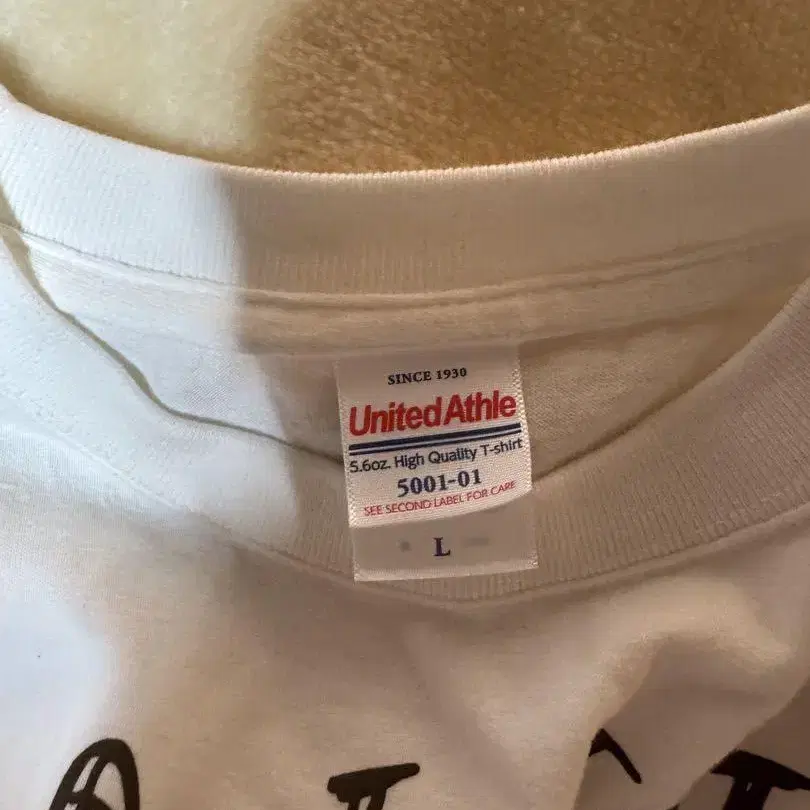 SINCE 1930
United Athle
5.6oz. High Quality T-shirt
5001-01
SEE SECOND LABEL FOR CARE
L